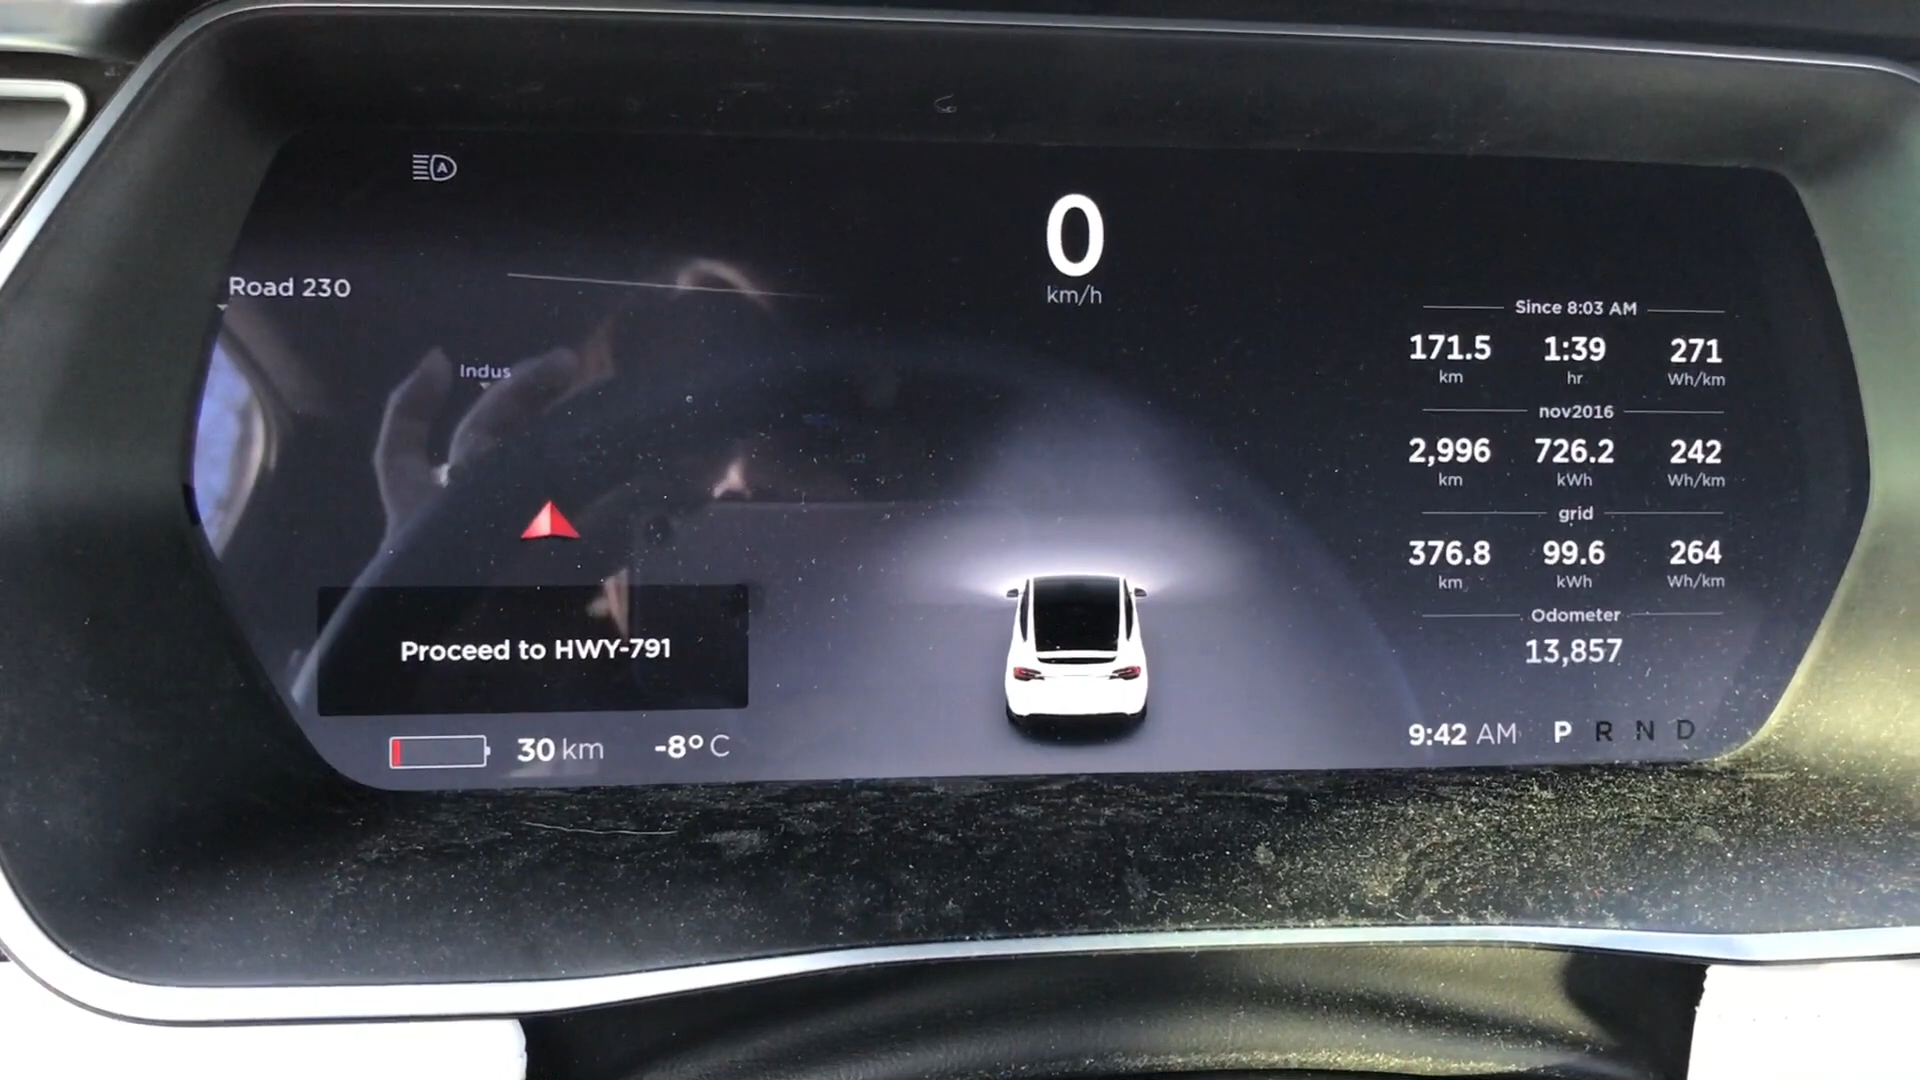 A
0
km/h
Road 230
Indus
Proceed to HWY-791
30 km -8° C
Since 8:03 AM
171.5 1:39 271
km hr Wh/km
nov2016
2,996 726.2 242
km kWh Wh/km
grid
376.8 99.6 264
km kWh Wh/km
Odometer
13,857
9:42 AM P R N D